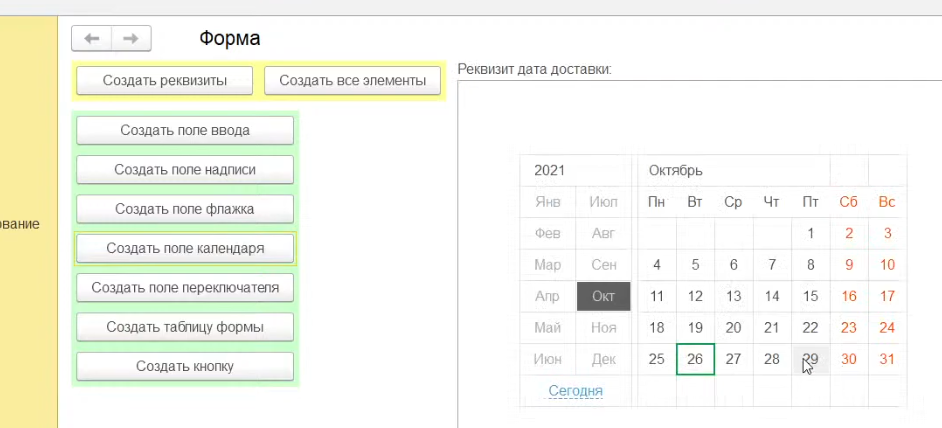 Форма
Создать реквизиты Создать все элементы
Реквизит дата доставки:
Создать поле ввода
Создать поле надписи
Создать поле флажка
Создать поле календаря
Создать поле переключателя
Создать таблицу формы
Создать кнопку
ование
2021 Октябрь
Янв Июл Пн Вт Ср Чт Пт Сб Вс
Фев Авг 1 2 3
Мар Сен 4 5 6 7 8 9 10
Апр Окт 11 12 13 14 15 16 17
Май Ноя 18 19 20 21 22 23 24
Июн Дек 25 26 27 28 29 30 31
Сегодня